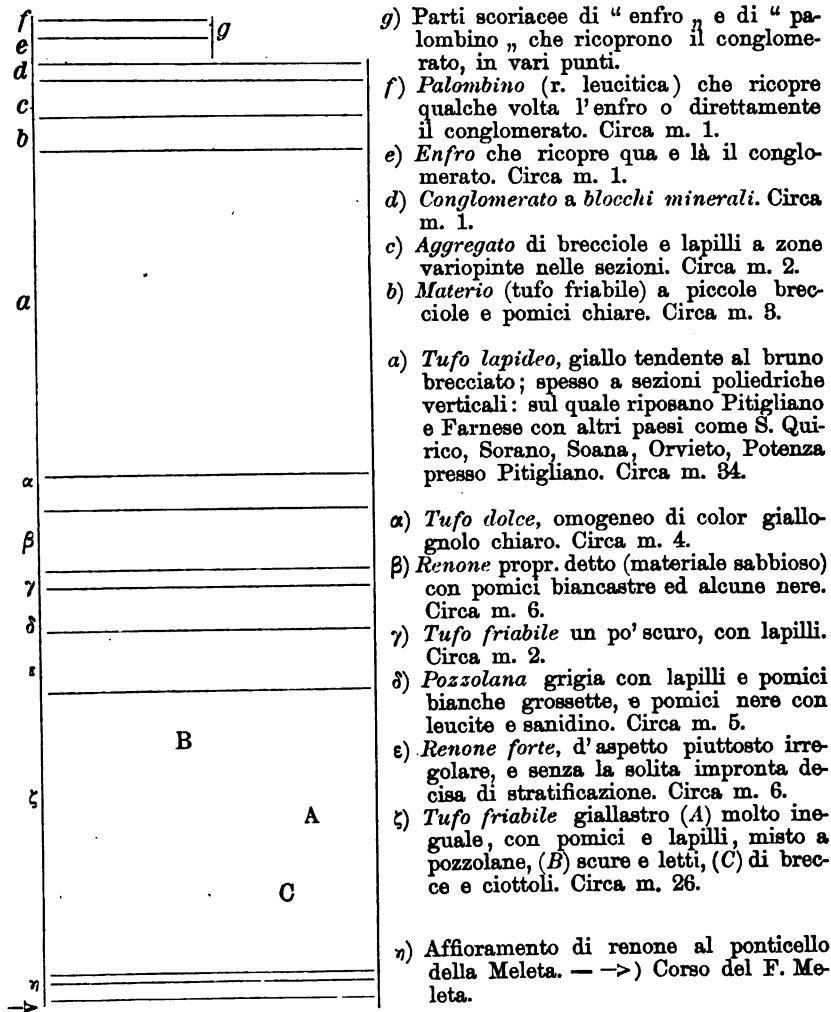 f
e
g
d
c
b
a
α
β
γ
δ
ε
B
ζ
A
C
η
g) Parti scoriacee di “ enfro „ e di “ pa-
lombino „ che ricoprono il conglome-
rato, in vari punti.
f) Palombino (r. leucitica) che ricopre
qualche volta l'enfro o direttamente
il conglomerato. Circa m. 1.
e) Enfro che ricopre qua e là il conglo-
merato. Circa m. 1.
d) Conglomerato a blocchi minerali. Circa
m. 1.
c) Aggregato di brecciole e lapilli a zone
variopinte nelle sezioni. Circa m. 2.
b) Materio (tufo friabile) a piccole brec-
ciole e pomici chiare. Circa m. 3.
a) Tufo lapideo, giallo tendente al bruno
brecciato; spesso a sezioni poliedriche
verticali: sul quale riposano Pitigliano
e Farnese con altri paesi come S. Qui-
rico, Sorano, Soana, Orvieto, Potenza
presso Pitigliano. Circa m. 34.
α) Tufo dolce, omogeneo di color giallo-
gnolo chiaro. Circa m. 4.
β) Renone propr. detto (materiale sabbioso)
con pomici biancastre ed alcune nere.
Circa m. 6.
γ) Tufo friabile un po' scuro, con lapilli.
Circa m. 2.
δ) Pozzolana grigia con lapilli e pomici
bianche grossette, e pomici nere con
leucite e sanidino. Circa m. 5.
ε) Renone forte, d'aspetto piuttosto irre-
golare, e senza la solita impronta de-
cisa di stratificazione. Circa m. 6.
ζ) Tufo friabile giallastro (A) molto ine-
guale, con pomici e lapilli, misto a
pozzolane, (B) scure e letti, (C) di brec-
ce e ciottoli. Circa m. 26.
η) Affioramento di renone al ponticello
della Meleta. — —>) Corso del F. Me-
leta.